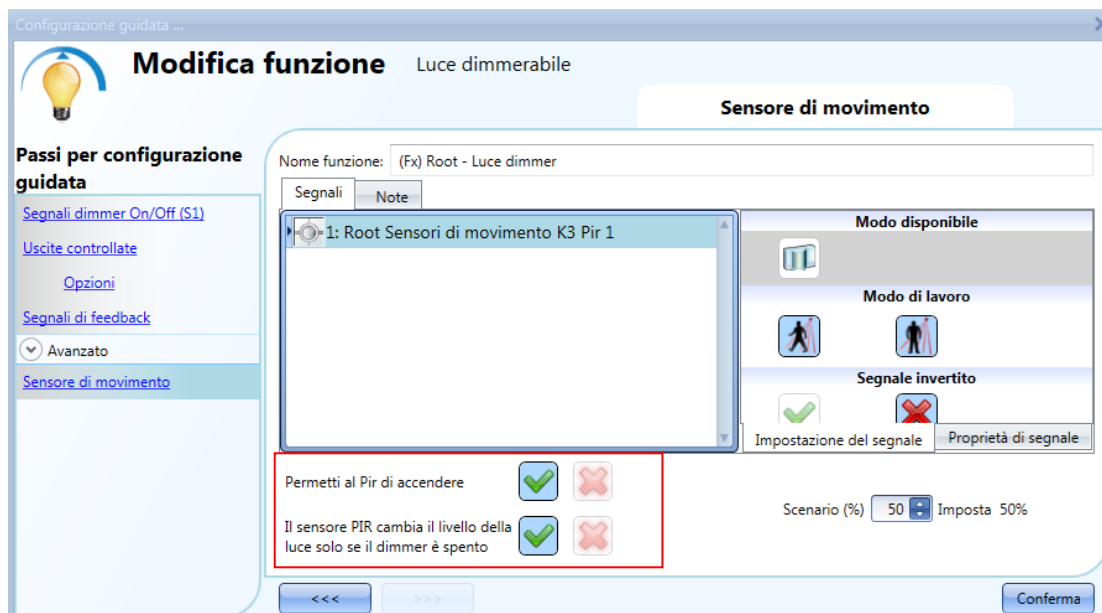 Configurazione guidata ...
Modifica funzione Luce dimmerabile
Sensore di movimento
Passi per configurazione
guidata
Segnali dimmer On/Off (S1)
Uscite controllate
Opzioni
Segnali di feedback
Avanzato
Sensore di movimento
Nome funzione: (Fx) Root - Luce dimmer
Segnali Note
1: Root Sensori di movimento K3 Pir 1
Modo disponibile
Modo di lavoro
Segnale invertito
Impostazione del segnale Proprietà di segnale
Permetti al Pir di accendere
Il sensore PIR cambia il livello della
luce solo se il dimmer è spento
Scenario (%) 50 Imposta 50%
<<< >>> Conferma